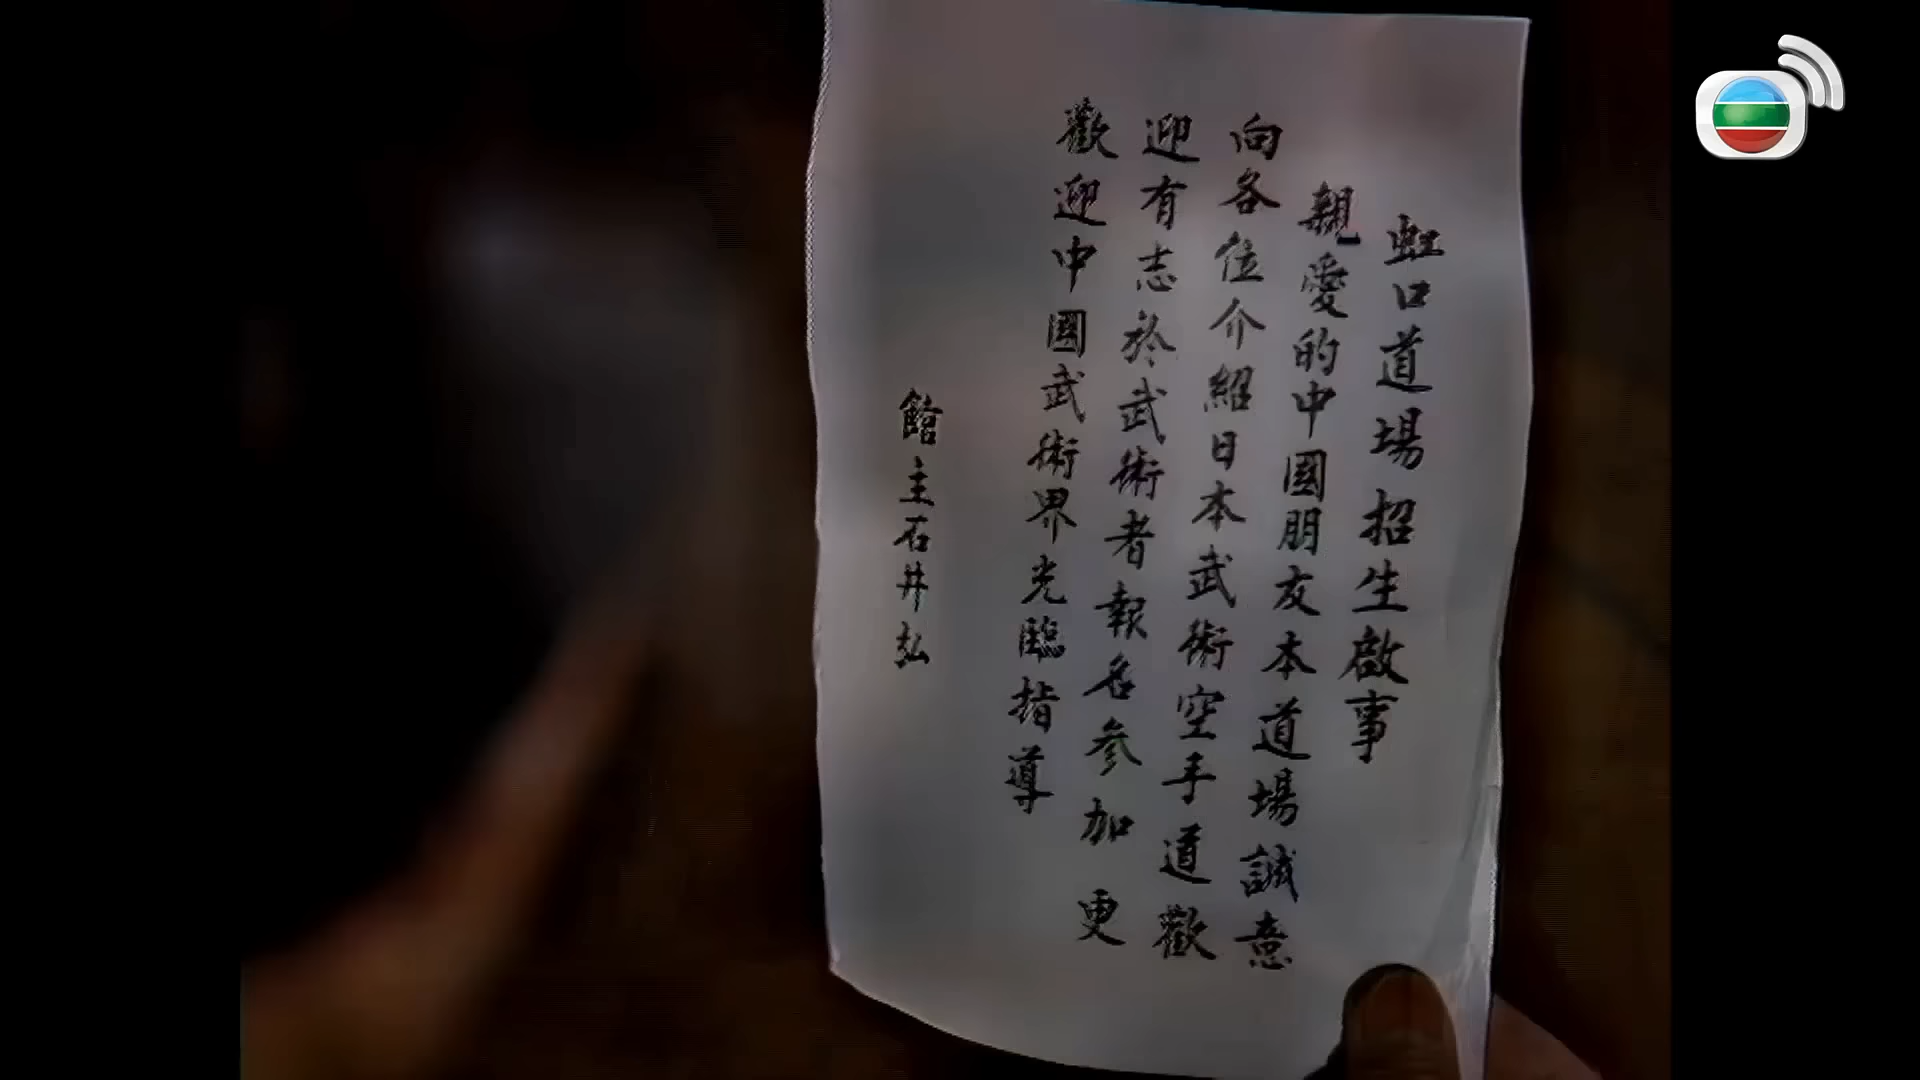 虹口道場招生啟事
親愛的中國朋友本道場誠意
向各位介紹日本武術空手道歡
迎有志於武術者報名參加更
歡迎中國武術界光臨指導
館主石井弘